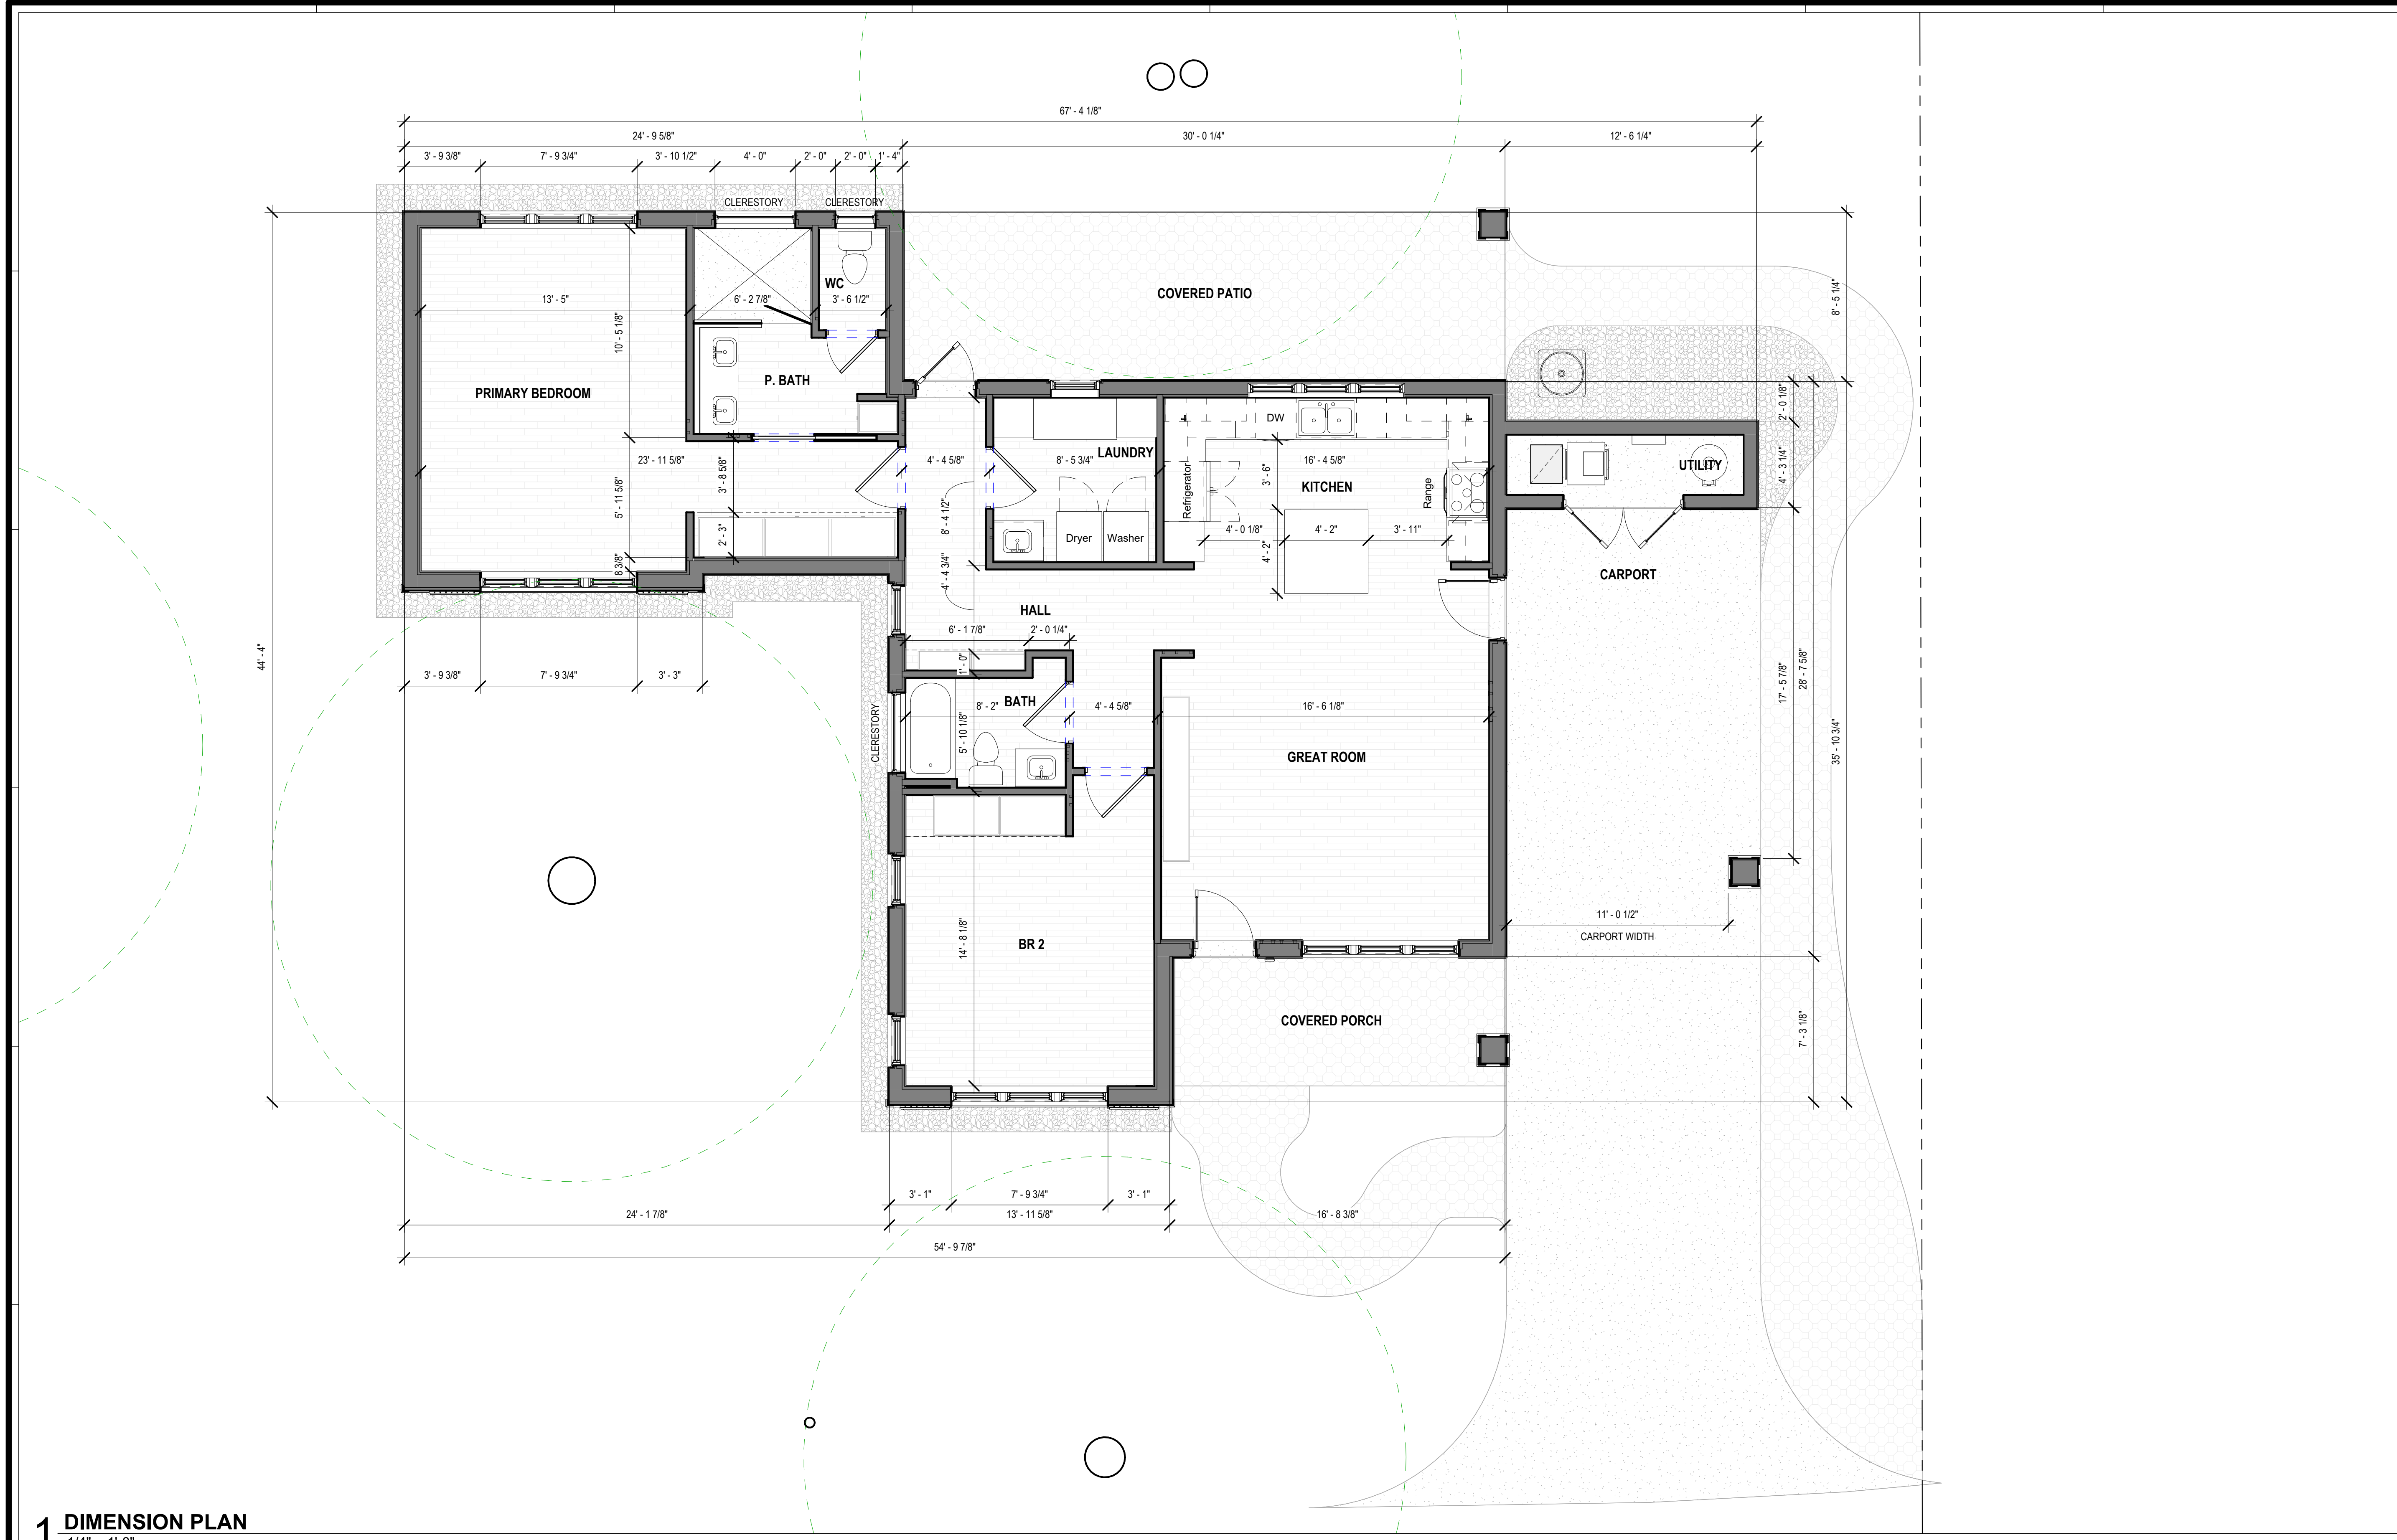 67' - 4 1/8"
24' - 9 5/8"
30' - 0 1/4"
12' - 6 1/4"
3' - 9 3/8"
7' - 9 3/4"
3' - 10 1/2"
4' - 0"
2' - 0"
2' - 0"
1' - 4"
CLERESTORY
CLERESTORY
WC
COVERED PATIO
13' - 5"
6' - 2 7/8"
3' - 6 1/2"
8' - 5 1/4"
10' - 5 1/8"
P. BATH
PRIMARY BEDROOM
2' - 0 1/8"
DW
LAUNDRY
23' - 11 5/8"
4' - 4 5/8"
8' - 5 3/4"
16' - 4 5/8"
UTILITY
4' - 3 1/4"
3' - 8 5/8"
3' - 6"
KITCHEN
Refrigerator
Range
5' - 11 5/8"
8' - 4 1/2"
4' - 0 1/8"
4' - 2"
3' - 11"
2' - 3"
Dryer
Washer
4' - 2"
8 3/8"
4' - 4 3/4"
CARPORT
HALL
6' - 1 7/8"
2' - 0 1/4"
44' - 4"
1' - 0"
3' - 9 3/8"
7' - 9 3/4"
3' - 3"
17' - 5 7/8"
28' - 7 5/8"
BATH
8' - 2"
4' - 4 5/8"
16' - 6 1/8"
CLERESTORY
5' - 10 1/8"
35' - 10 3/4"
GREAT ROOM
11' - 0 1/2"
CARPORT WIDTH
14' - 8 1/8"
BR 2
COVERED PORCH
7' - 3 1/8"
3' - 1"
7' - 9 3/4"
3' - 1"
24' - 1 7/8"
13' - 11 5/8"
16' - 8 3/8"
54' - 9 7/8"
1 DIMENSION PLAN